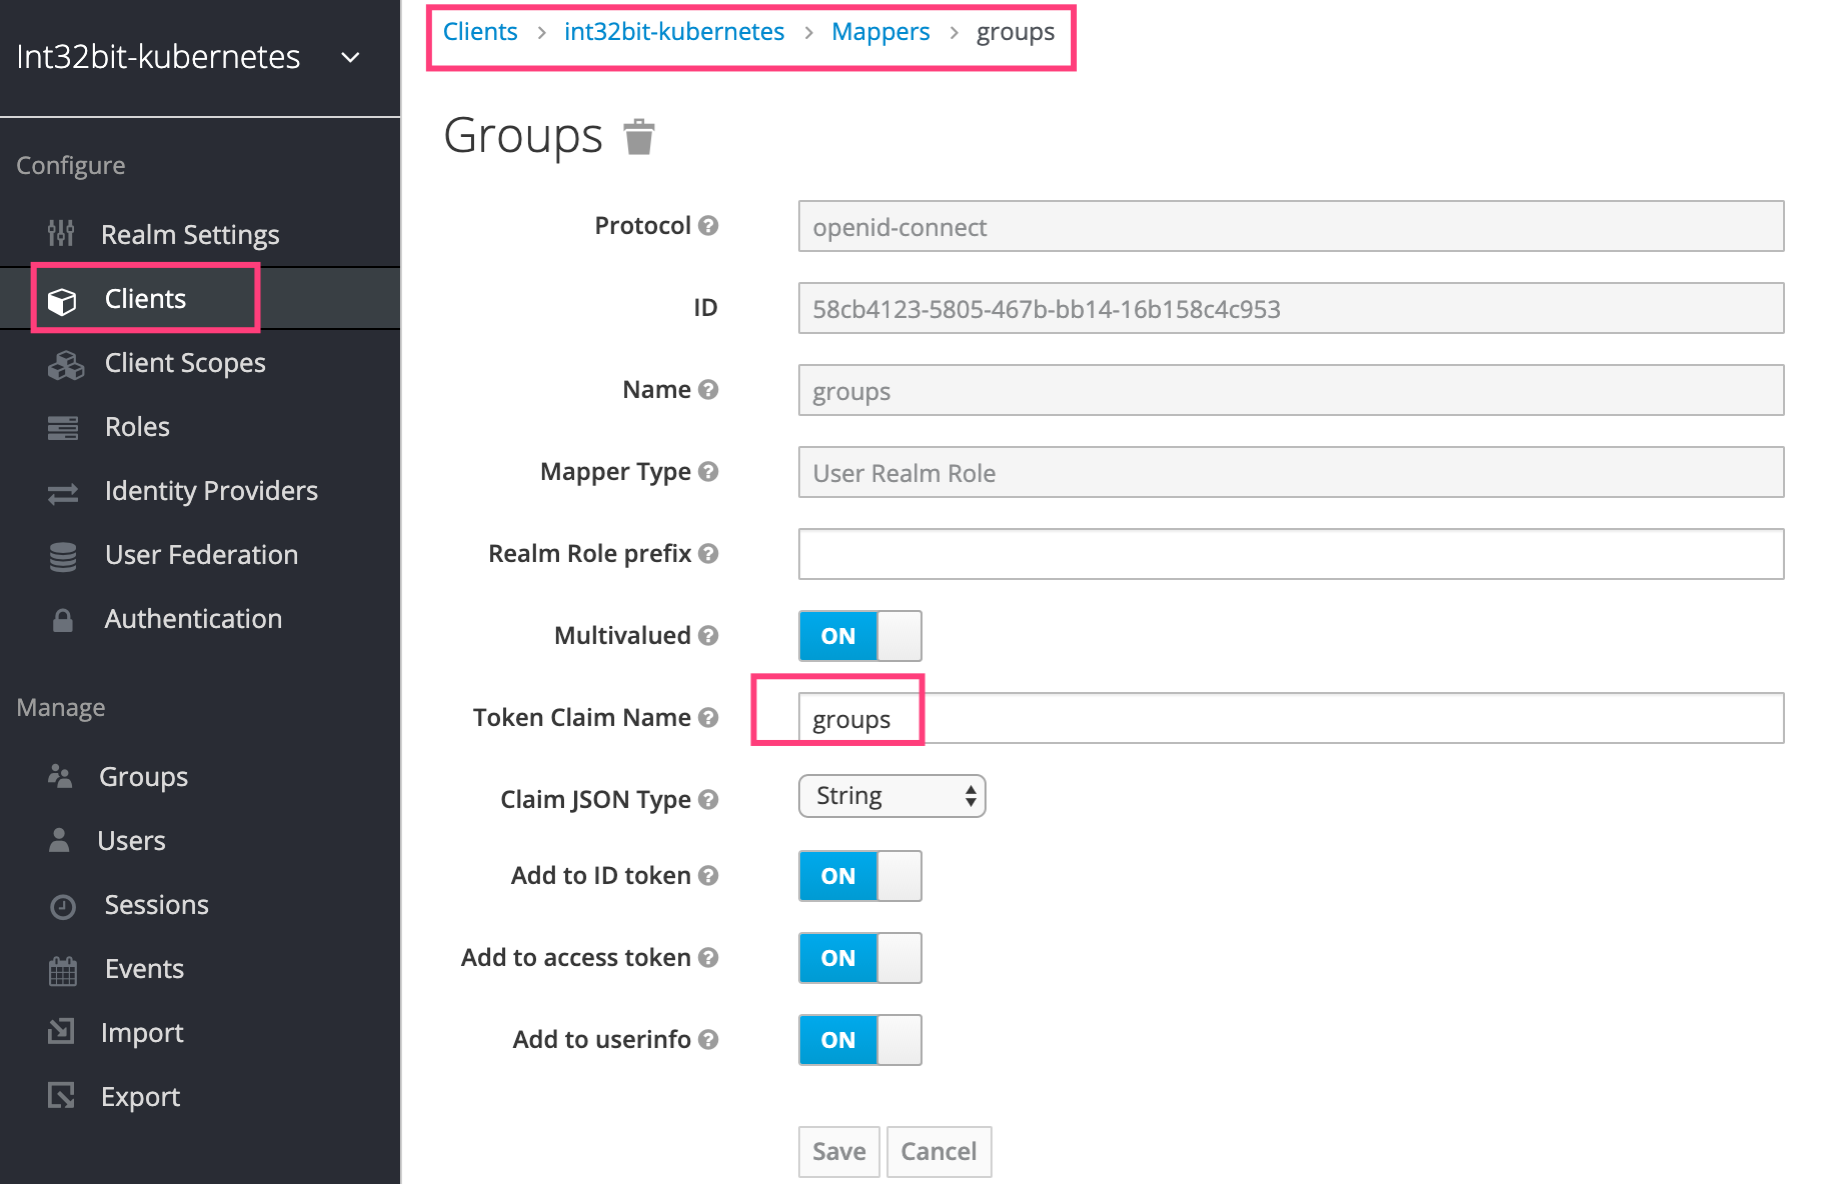 Int32bit-kubernetes
Configure
Realm Settings
Clients
Client Scopes
Roles
Identity Providers
User Federation
Authentication
Manage
Groups
Users
Sessions
Events
Import
Export
Clients > int32bit-kubernetes > Mappers > groups
Groups
Protocol openid-connect
ID 58cb4123-5805-467b-bb14-16b158c4c953
Name groups
Mapper Type User Realm Role
Realm Role prefix
Multivalued ON
Token Claim Name groups
Claim JSON Type String
Add to ID token ON
Add to access token ON
Add to userinfo ON
Save Cancel